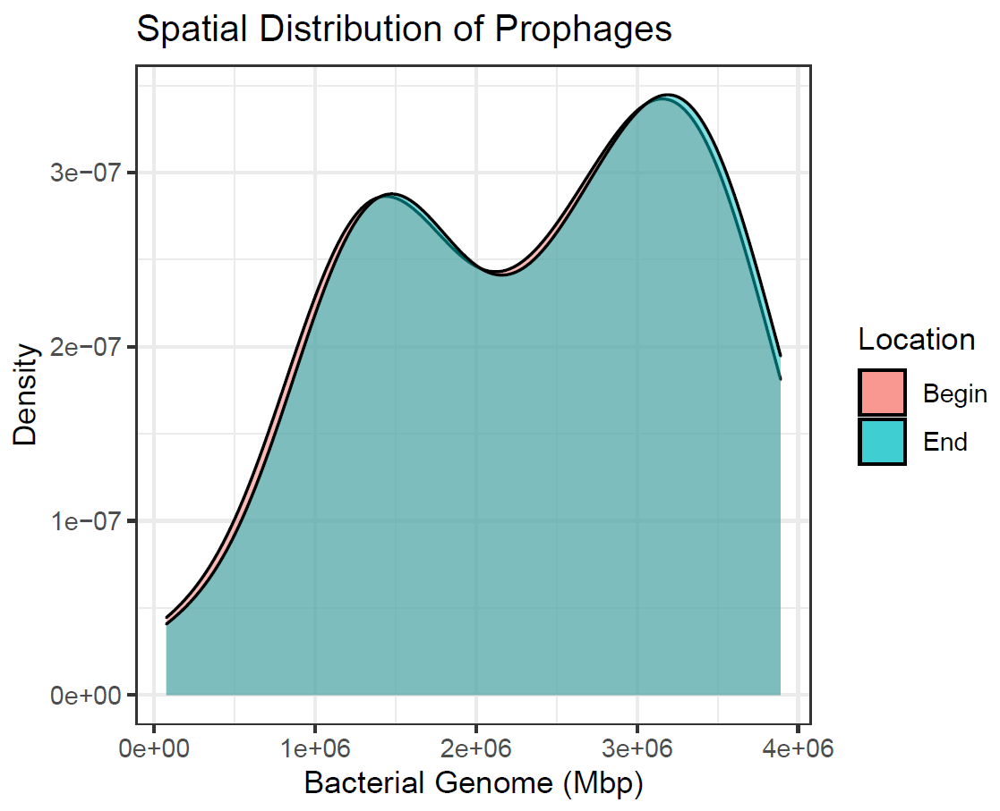 Spatial Distribution of Prophages
3e−07
2e−07
1e−07
0e+00
Density
0e+00 1e+06 2e+06 3e+06 4e+06
Bacterial Genome (Mbp)
Location
Begin
End